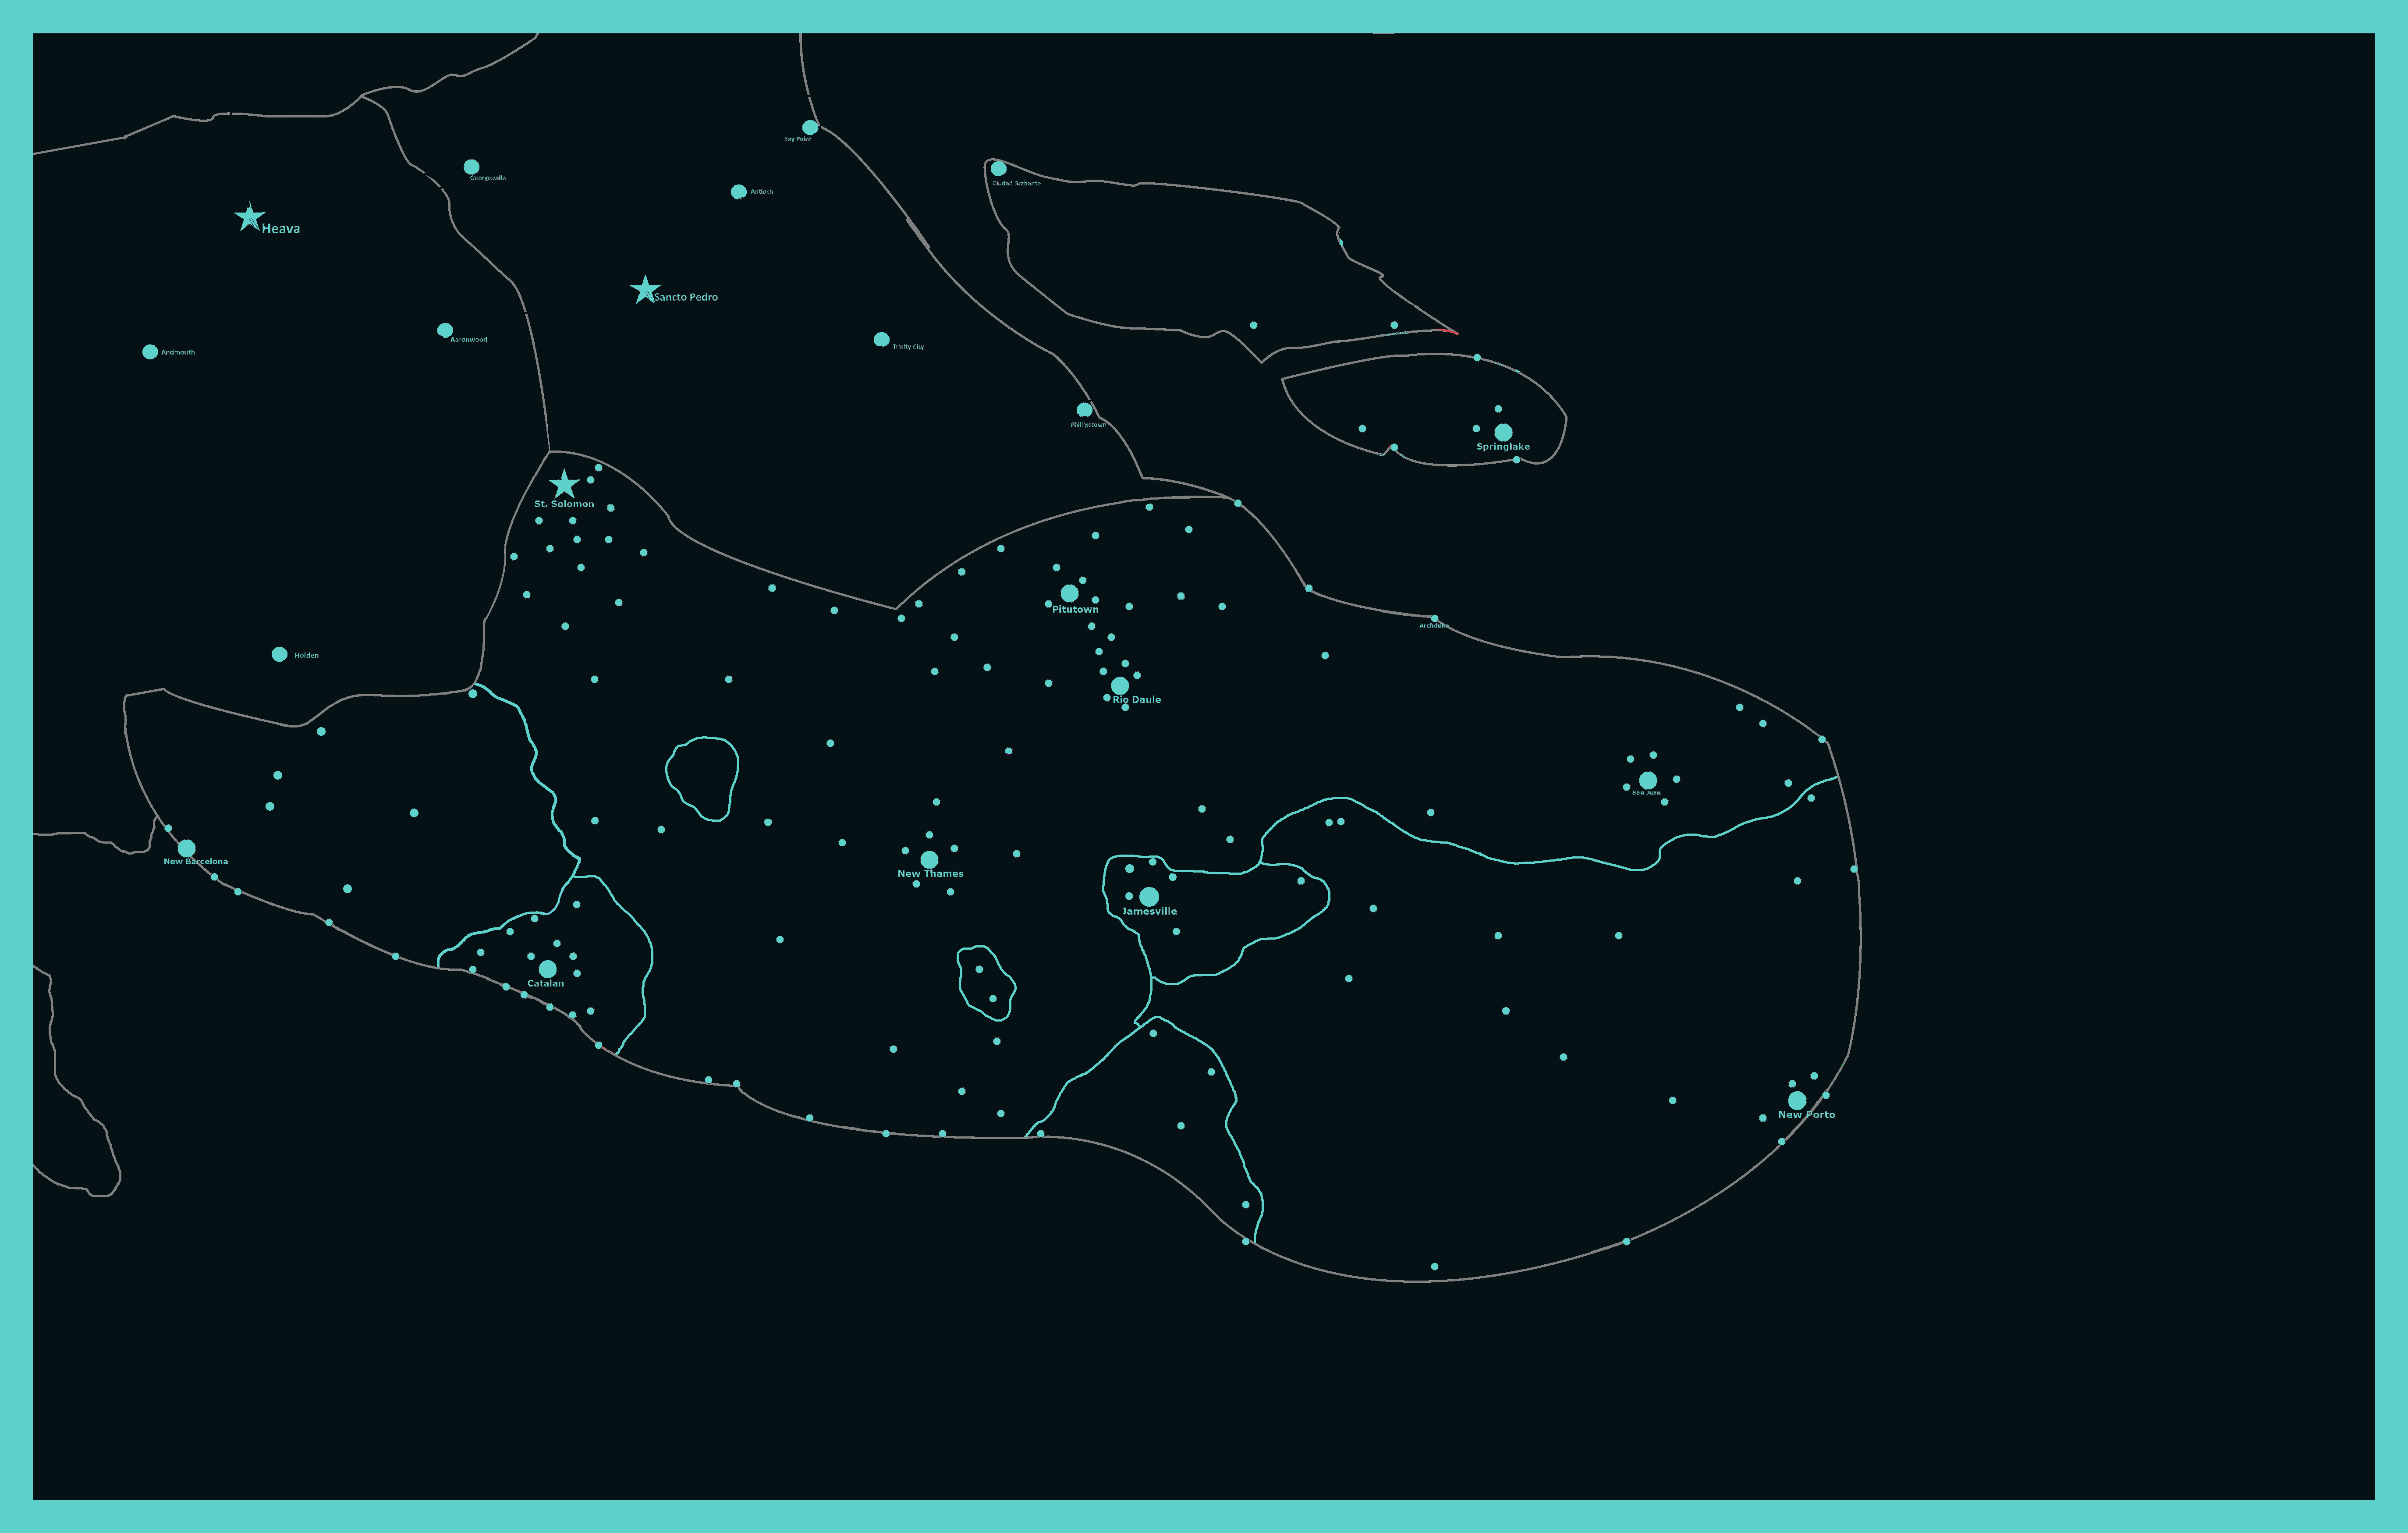 Bay Point
Georgesville
Ciudad Brabante
Antioch
Heava
Sancto Pedro
Aaronwood
Trinity City
Andmouth
Phillipstown
Springlake
St. Solomon
Pitutown
Archduke
Holden
Rio Daule
San Juan
New Barcelona
New Thames
Jamesville
Catalan
New Porto